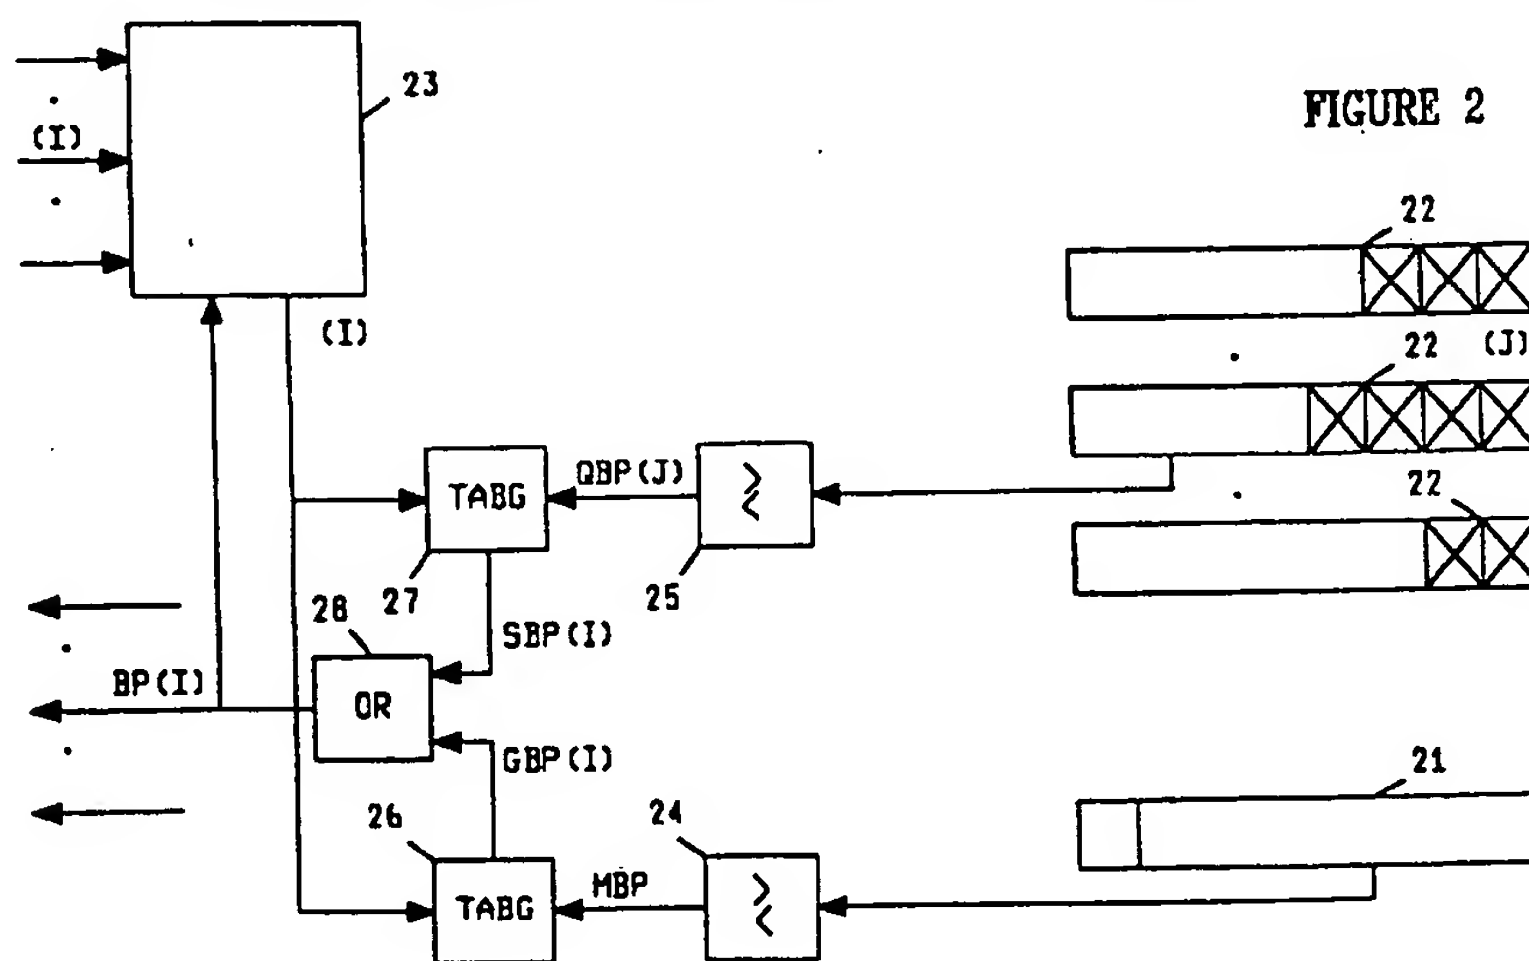 FIGURE 2
23
(I)
22
(I)
22
(J)
22
TABG
QBP(J)
><
27
25
28
SBP(I)
BP(I)
OR
GBP(I)
21
26
24
TABG
MBP
><